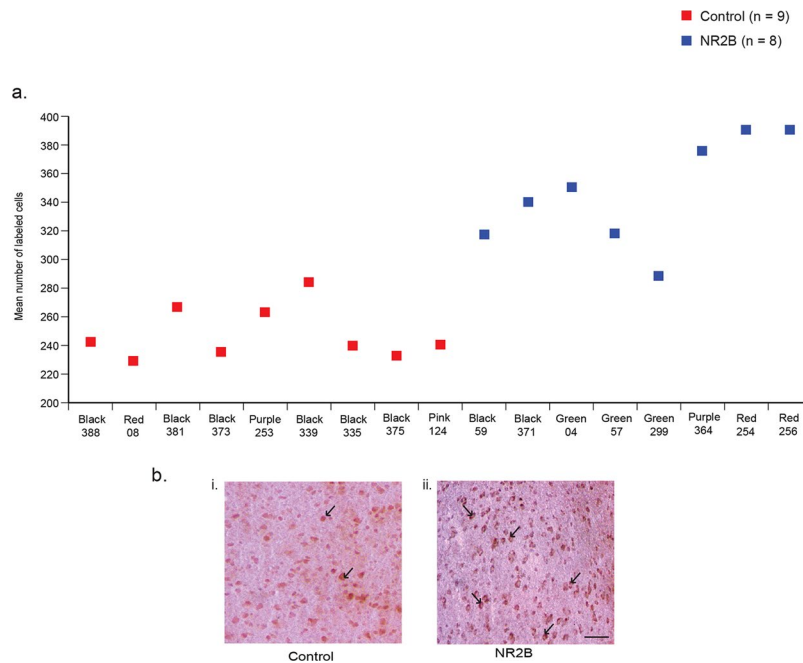 Control (n = 9)
NR2B (n = 8)
a.
Mean number of labeled cells
400
380
360
340
320
300
280
260
240
220
200
Black Red Black Black Purple Black Black Black Pink Black Black Green Green Green Purple Red Red
388 08 381 373 253 339 335 375 124 59 371 04 57 299 364 254 256
b.
i. ii.
Control NR2B